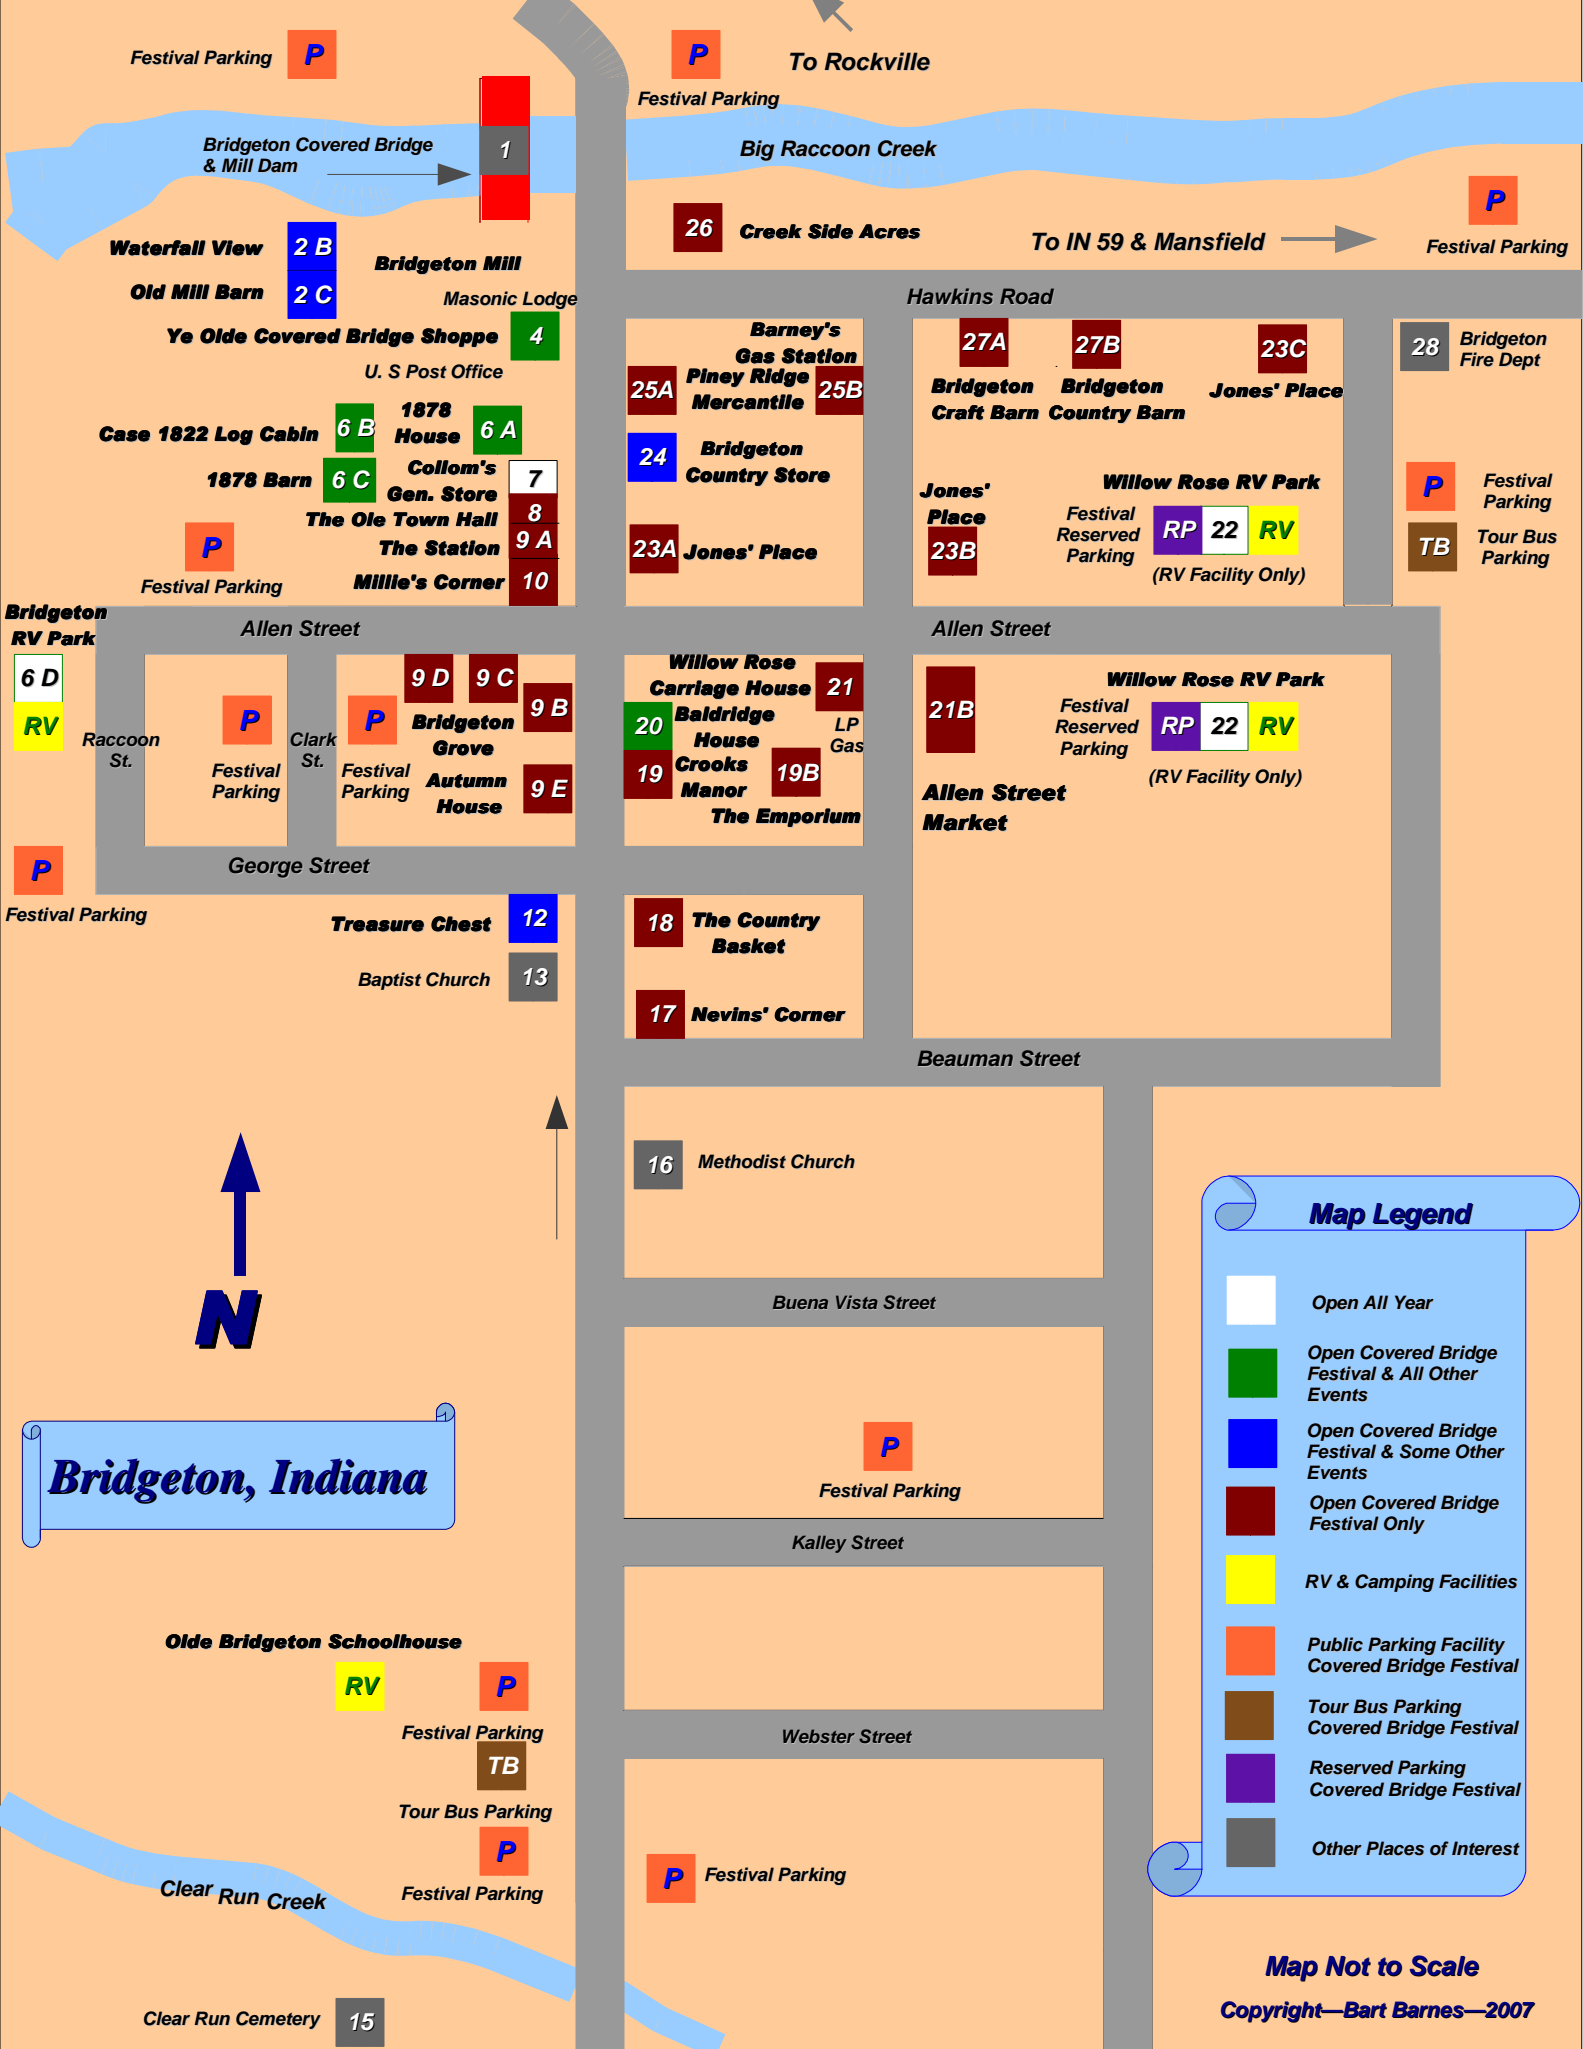 Festival Parking
P
P
Festival Parking
To Rockville
Bridgeton Covered Bridge
& Mill Dam
1
Big Raccoon Creek
P
Festival Parking
26
Creek Side Acres
To IN 59 & Mansfield
Waterfall View
2 B
Old Mill Barn
2 C
Bridgeton Mill
Masonic Lodge
Hawkins Road
Ye Olde Covered Bridge Shoppe
4
U. S Post Office
Barney's
Gas Station
25A
Piney Ridge
Mercantile
25B
27A
Bridgeton
Craft Barn
27B
Bridgeton
Country Barn
23C
Jones' Place
28
Bridgeton
Fire Dept
Case 1822 Log Cabin
6 B
1878
House
6 A
1878 Barn
6 C
Collom's
Gen. Store
7
The Ole Town Hall
8
The Station
9 A
Millie's Corner
10
P
Festival Parking
24
Bridgeton
Country Store
23A
Jones' Place
Jones'
Place
23B
Willow Rose RV Park
Festival
Reserved
Parking
RP
22
RV
(RV Facility Only)
P
Festival
Parking
TB
Tour Bus
Parking
Bridgeton
RV Park
6 D
RV
Allen Street
Allen Street
Raccoon
St.
P
Festival
Parking
Clark
St.
P
Festival
Parking
9 D
9 C
9 B
Bridgeton
Grove
Autumn
House
9 E
Willow Rose
Carriage House
21
20
Baldridge
House
LP
Gas
19
Crooks
Manor
19B
The Emporium
21B
Allen Street
Market
Willow Rose RV Park
Festival
Reserved
Parking
RP
22
RV
(RV Facility Only)
P
Festival Parking
George Street
Treasure Chest
12
Baptist Church
13
18
The Country
Basket
17
Nevins' Corner
Beauman Street
16
Methodist Church
N
Buena Vista Street
Bridgeton, Indiana
P
Festival Parking
Kalley Street
Olde Bridgeton Schoolhouse
RV
P
Festival Parking
TB
Tour Bus Parking
P
Festival Parking
Webster Street
P
Festival Parking
Clear Run Creek
Clear Run Cemetery
15
Map Legend
Open All Year
Open Covered Bridge
Festival & All Other
Events
Open Covered Bridge
Festival & Some Other
Events
Open Covered Bridge
Festival Only
RV & Camping Facilities
Public Parking Facility
Covered Bridge Festival
Tour Bus Parking
Covered Bridge Festival
Reserved Parking
Covered Bridge Festival
Other Places of Interest
Map Not to Scale
Copyright—Bart Barnes—2007